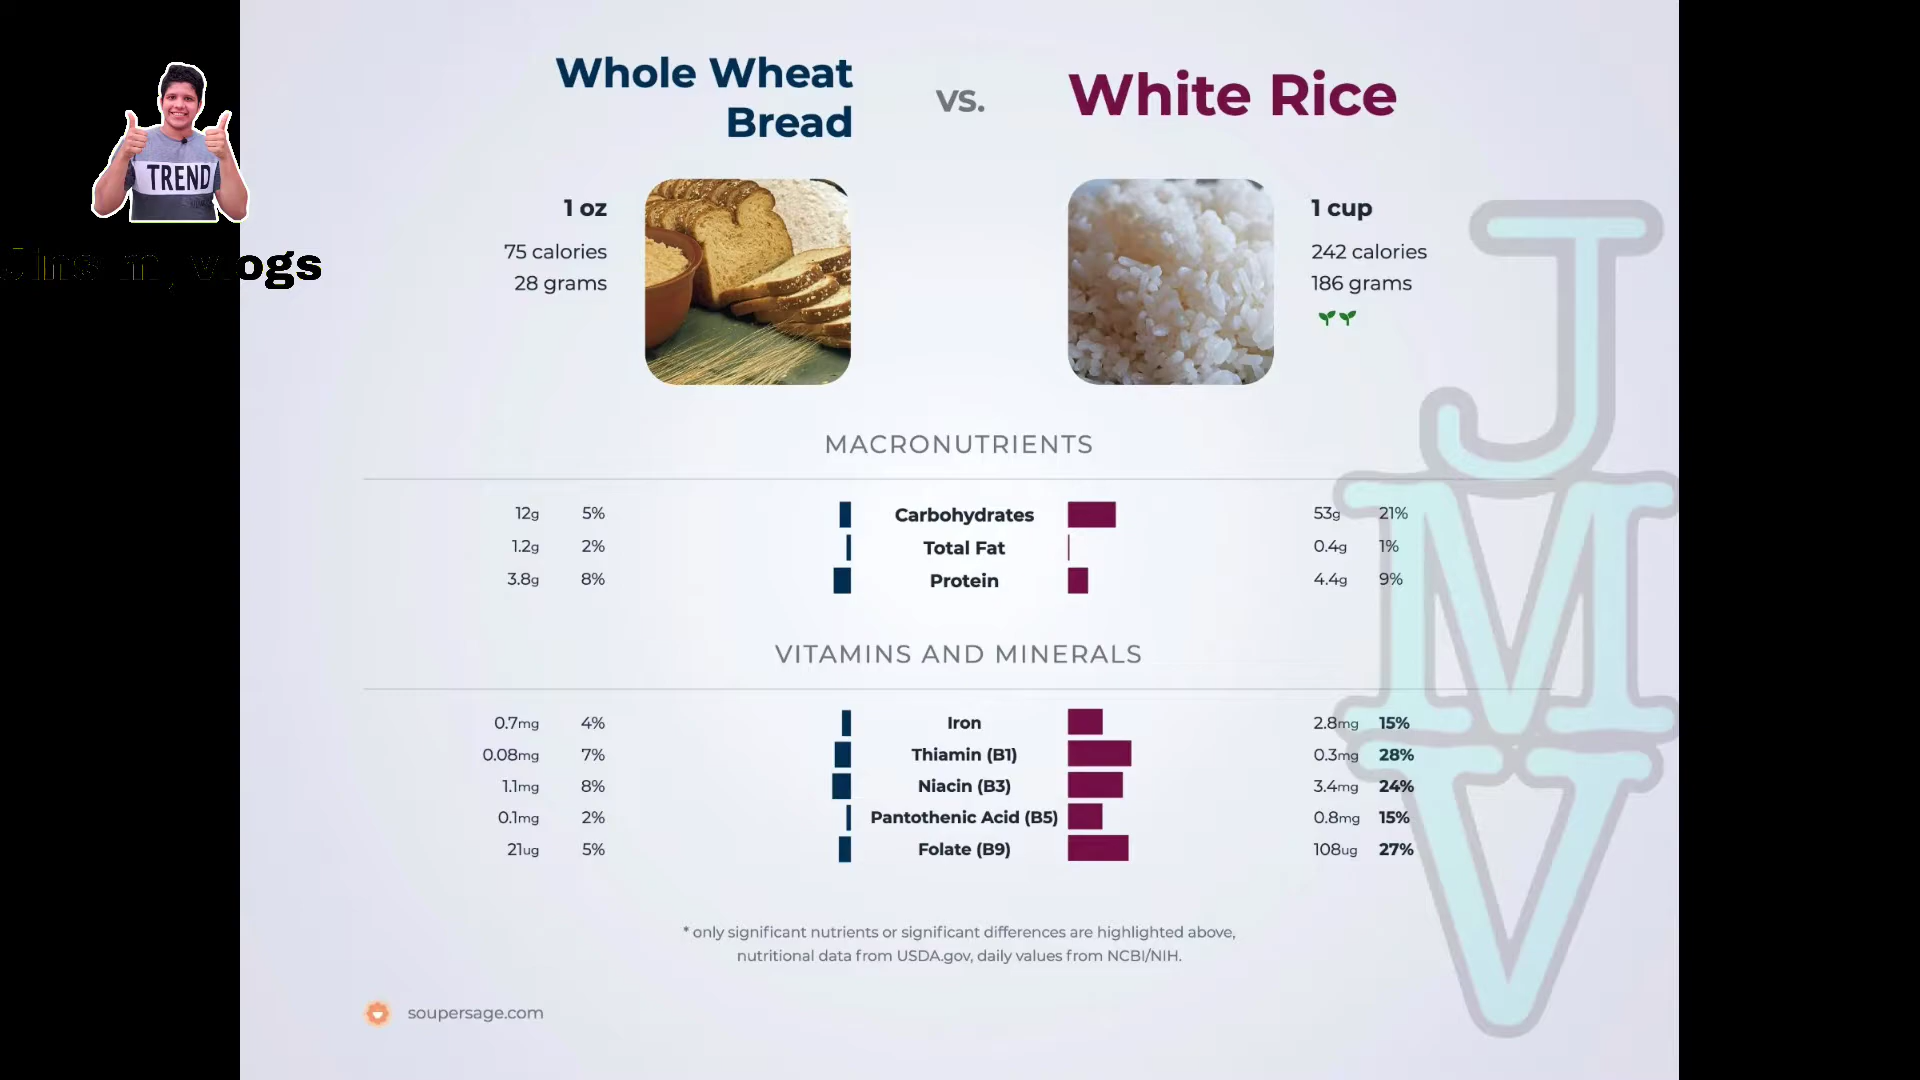 Whole Wheat
Bread
vs.
White Rice
TREND
1 oz
75 calories
28 grams
1 cup
242 calories
186 grams
vlogs
J
M
V
MACRONUTRIENTS
12g 5% Carbohydrates 53g 21%
1.2g 2% Total Fat 0.4g 1%
3.8g 8% Protein 4.4g 9%
VITAMINS AND MINERALS
0.7mg 4% Iron 2.8mg 15%
0.08mg 7% Thiamin (B1) 0.3mg 28%
1.1mg 8% Niacin (B3) 3.4mg 24%
0.1mg 2% Pantothenic Acid (B5) 0.8mg 15%
21ug 5% Folate (B9) 108ug 27%
* only significant nutrients or significant differences are highlighted above,
nutritional data from USDA.gov, daily values from NCBI/NIH.
soupersage.com